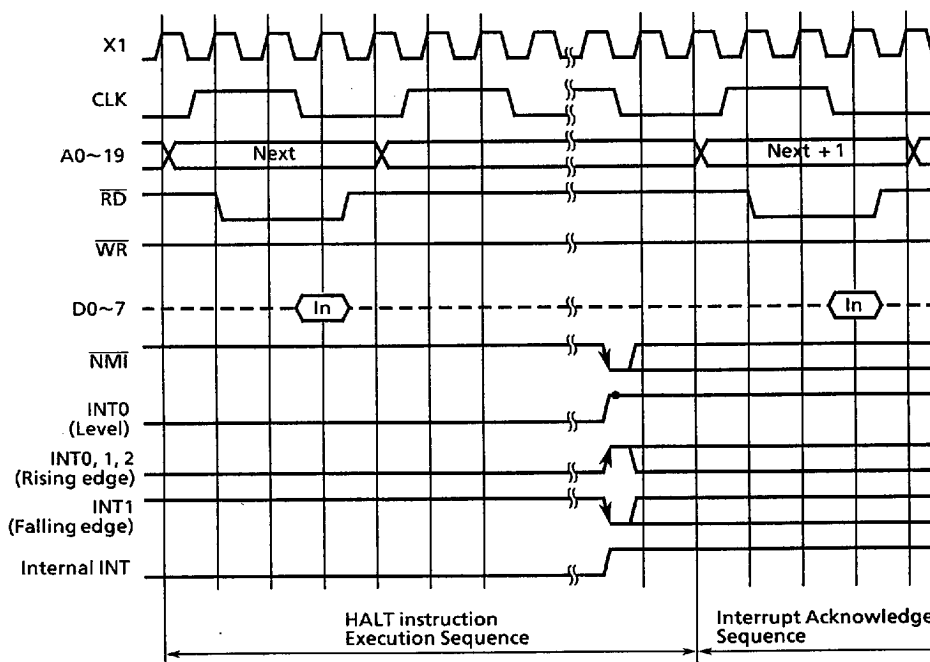 X1
CLK
A0~19
Next
Next + 1
RD
WR
D0~7
In
In
NMI
INT0
(Level)
INT0, 1, 2
(Rising edge)
INT1
(Falling edge)
Internal INT
HALT instruction
Execution Sequence
Interrupt Acknowledge
Sequence